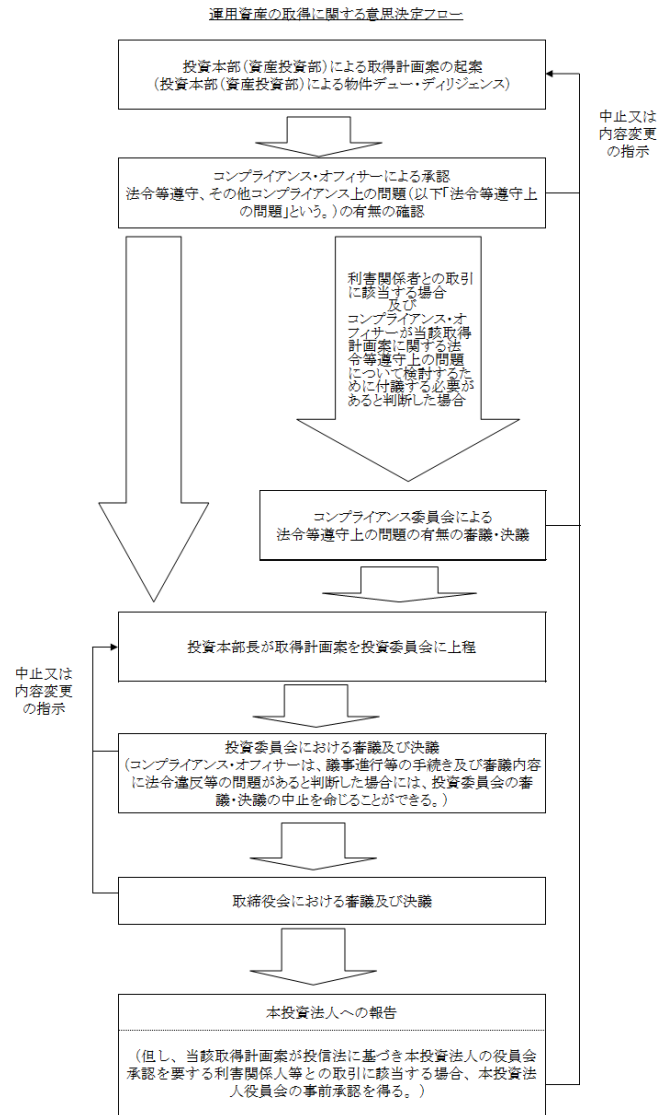 運用資産の取得に関する意思決定フロー
投資本部(資産投資部)による取得計画案の起案
(投資本部(資産投資部)による物件デュー・ディリジェンス)
中止又は
内容変更
の指示
コンプライアンス・オフィサーによる承認
法令等遵守、その他コンプライアンス上の問題(以下「法令等遵守上
の問題」という。)の有無の確認
利害関係者との取引
に該当する場合
及び
コンプライアンス・オ
フィサーが当該取得
計画案に関する法
令等遵守上の問題
について検討するた
めに付議する必要が
あると判断した場合
コンプライアンス委員会による
法令等遵守上の問題の有無の審議・決議
投資本部長が取得計画案を投資委員会に上程
中止又は
内容変更
の指示
投資委員会における審議及び決議
(コンプライアンス・オフィサーは、議事進行等の手続き及び審議内容
に法令違反等の問題があると判断した場合には、投資委員会の審
議・決議の中止を命じることができる。)
取締役会における審議及び決議
本投資法人への報告
(但し、当該取得計画案が投信法に基づき本投資法人の役員会
承認を要する利害関係人等との取引に該当する場合、本投資法
人役員会の事前承認を得る。)